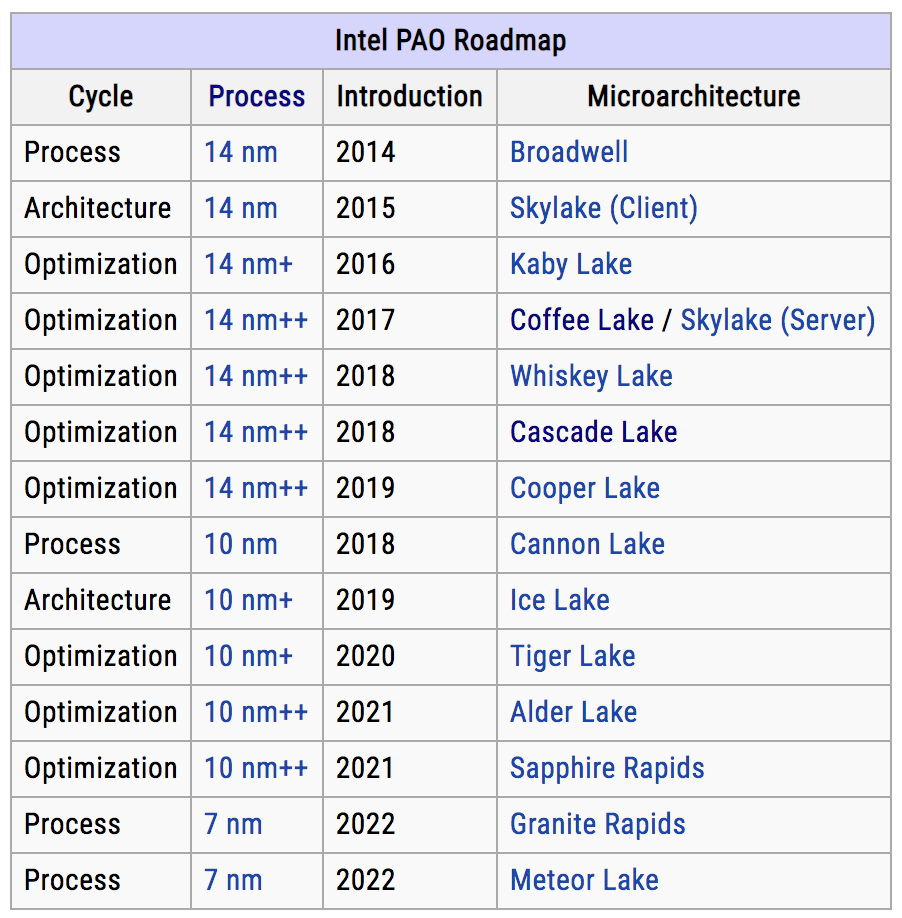 Intel PAO Roadmap
Cycle Process Introduction Microarchitecture
Process 14 nm 2014 Broadwell
Architecture 14 nm 2015 Skylake (Client)
Optimization 14 nm+ 2016 Kaby Lake
Optimization 14 nm++ 2017 Coffee Lake / Skylake (Server)
Optimization 14 nm++ 2018 Whiskey Lake
Optimization 14 nm++ 2018 Cascade Lake
Optimization 14 nm++ 2019 Cooper Lake
Process 10 nm 2018 Cannon Lake
Architecture 10 nm+ 2019 Ice Lake
Optimization 10 nm+ 2020 Tiger Lake
Optimization 10 nm++ 2021 Alder Lake
Optimization 10 nm++ 2021 Sapphire Rapids
Process 7 nm 2022 Granite Rapids
Process 7 nm 2022 Meteor Lake